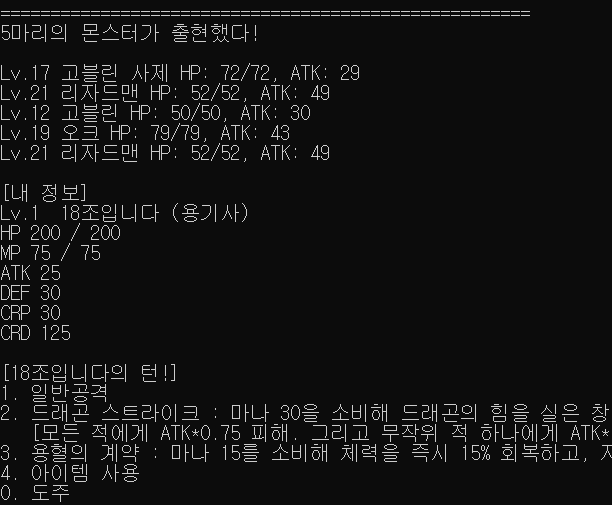 =====================================================
5마리의 몬스터가 출현했다!
Lv.17 고블린 사제 HP: 72/72, ATK: 29
Lv.21 리자드맨 HP: 52/52, ATK: 49
Lv.12 고블린 HP: 50/50, ATK: 30
Lv.19 오크 HP: 79/79, ATK: 43
Lv.21 리자드맨 HP: 52/52, ATK: 49
[내 정보]
Lv.1  18조입니다 (용기사)
HP 200 / 200
MP 75 / 75
ATK 25
DEF 30
CRP 30
CRD 125
[18조입니다의 턴!]
1. 일반공격
2. 드래곤 스트라이크 : 마나 30을 소비해 드래곤의 힘을 실은 창
[모든 적에게 ATK*0.75 피해. 그리고 무작위 적 하나에게 ATK*
3. 용혈의 계약 : 마나 15를 소비해 체력을 즉시 15% 회복하고,
4. 아이템 사용
0. 도주